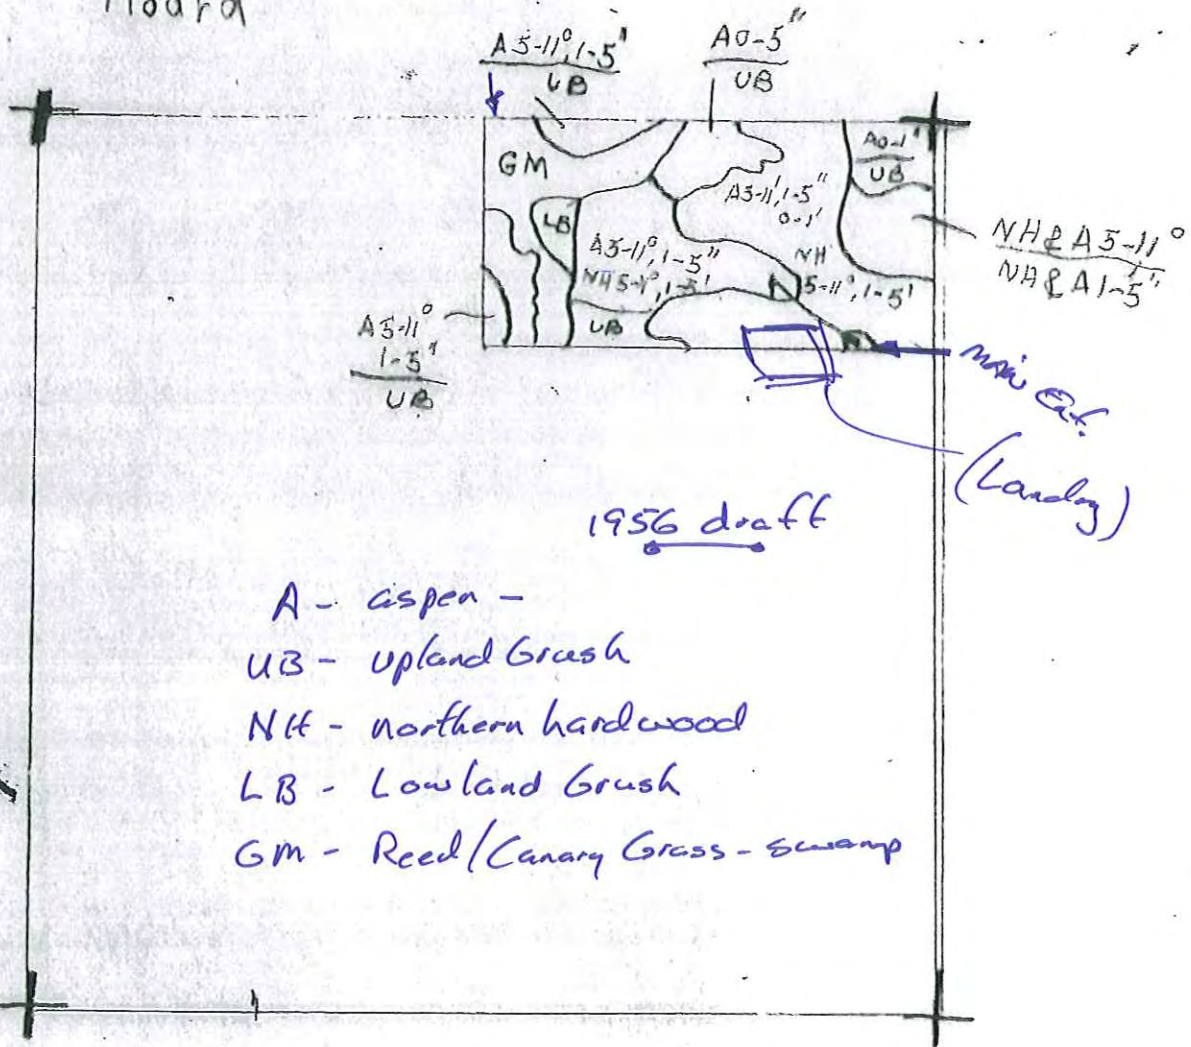 A5-11°, 1-5"
UB
A0-5"
UB
GM
A0-1"
UB
LB
A5-11', 1-5"
0-1'
NH & A 5-11°
NH & A 1-5"
A5-11°, 1-5"
NH 5-11°, 1-5'
NH
5-11°, 1-5'
UB
A5-11°
1-5"
UB
main Ent.
(Landing)
1956 draft
A - aspen -
UB - upland Brush
NH - northern hardwood
LB - Lowland Brush
GM - Reed/Canary Grass - swamp